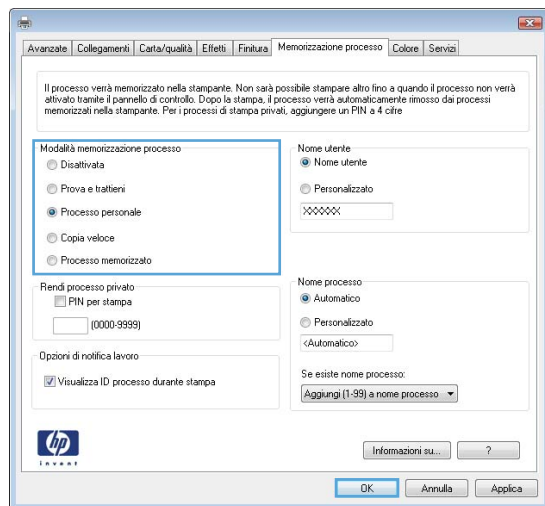 Avanzate Collegamenti Carta/qualità Effetti Finitura Memorizzazione processo Colore Servizi
Il processo verrà memorizzato nella stampante. Non sarà possibile stampare altro fino a quando il processo non verrà
attivato tramite il pannello di controllo. Dopo la stampa, il processo verrà automaticamente rimosso dai processi
memorizzati nella stampante. Per i processi di stampa privati, aggiungere un PIN a 4 cifre
Modalità memorizzazione processo
Disattivata
Prova e trattieni
Processo personale
Copia veloce
Processo memorizzato
Nome utente
Nome utente
Personalizzato
XXXXXX
Rendi processo privato
PIN per stampa
(0000-9999)
Nome processo
Automatico
Personalizzato
<Automatico>
Opzioni di notifica lavoro
Visualizza ID processo durante stampa
Se esiste nome processo:
Aggiungi (1-99) a nome processo
hp
invent
Informazioni su... ?
OK Annulla Applica